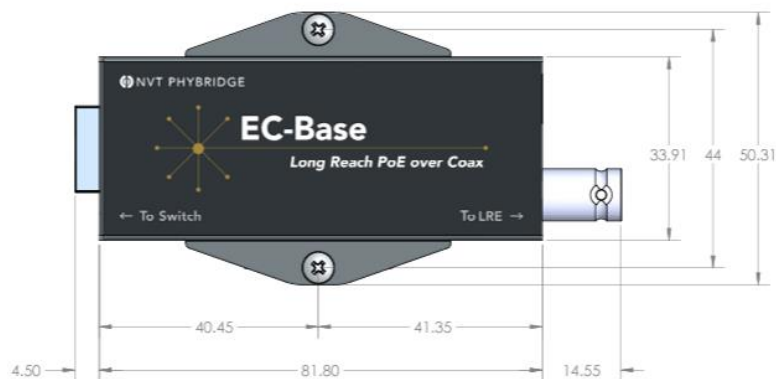 NVT PHYBRIDGE
EC-Base
Long Reach PoE over Coax
← To Switch
To LRE →
33.91
44
50.31
40.45
41.35
4.50
81.80
14.55